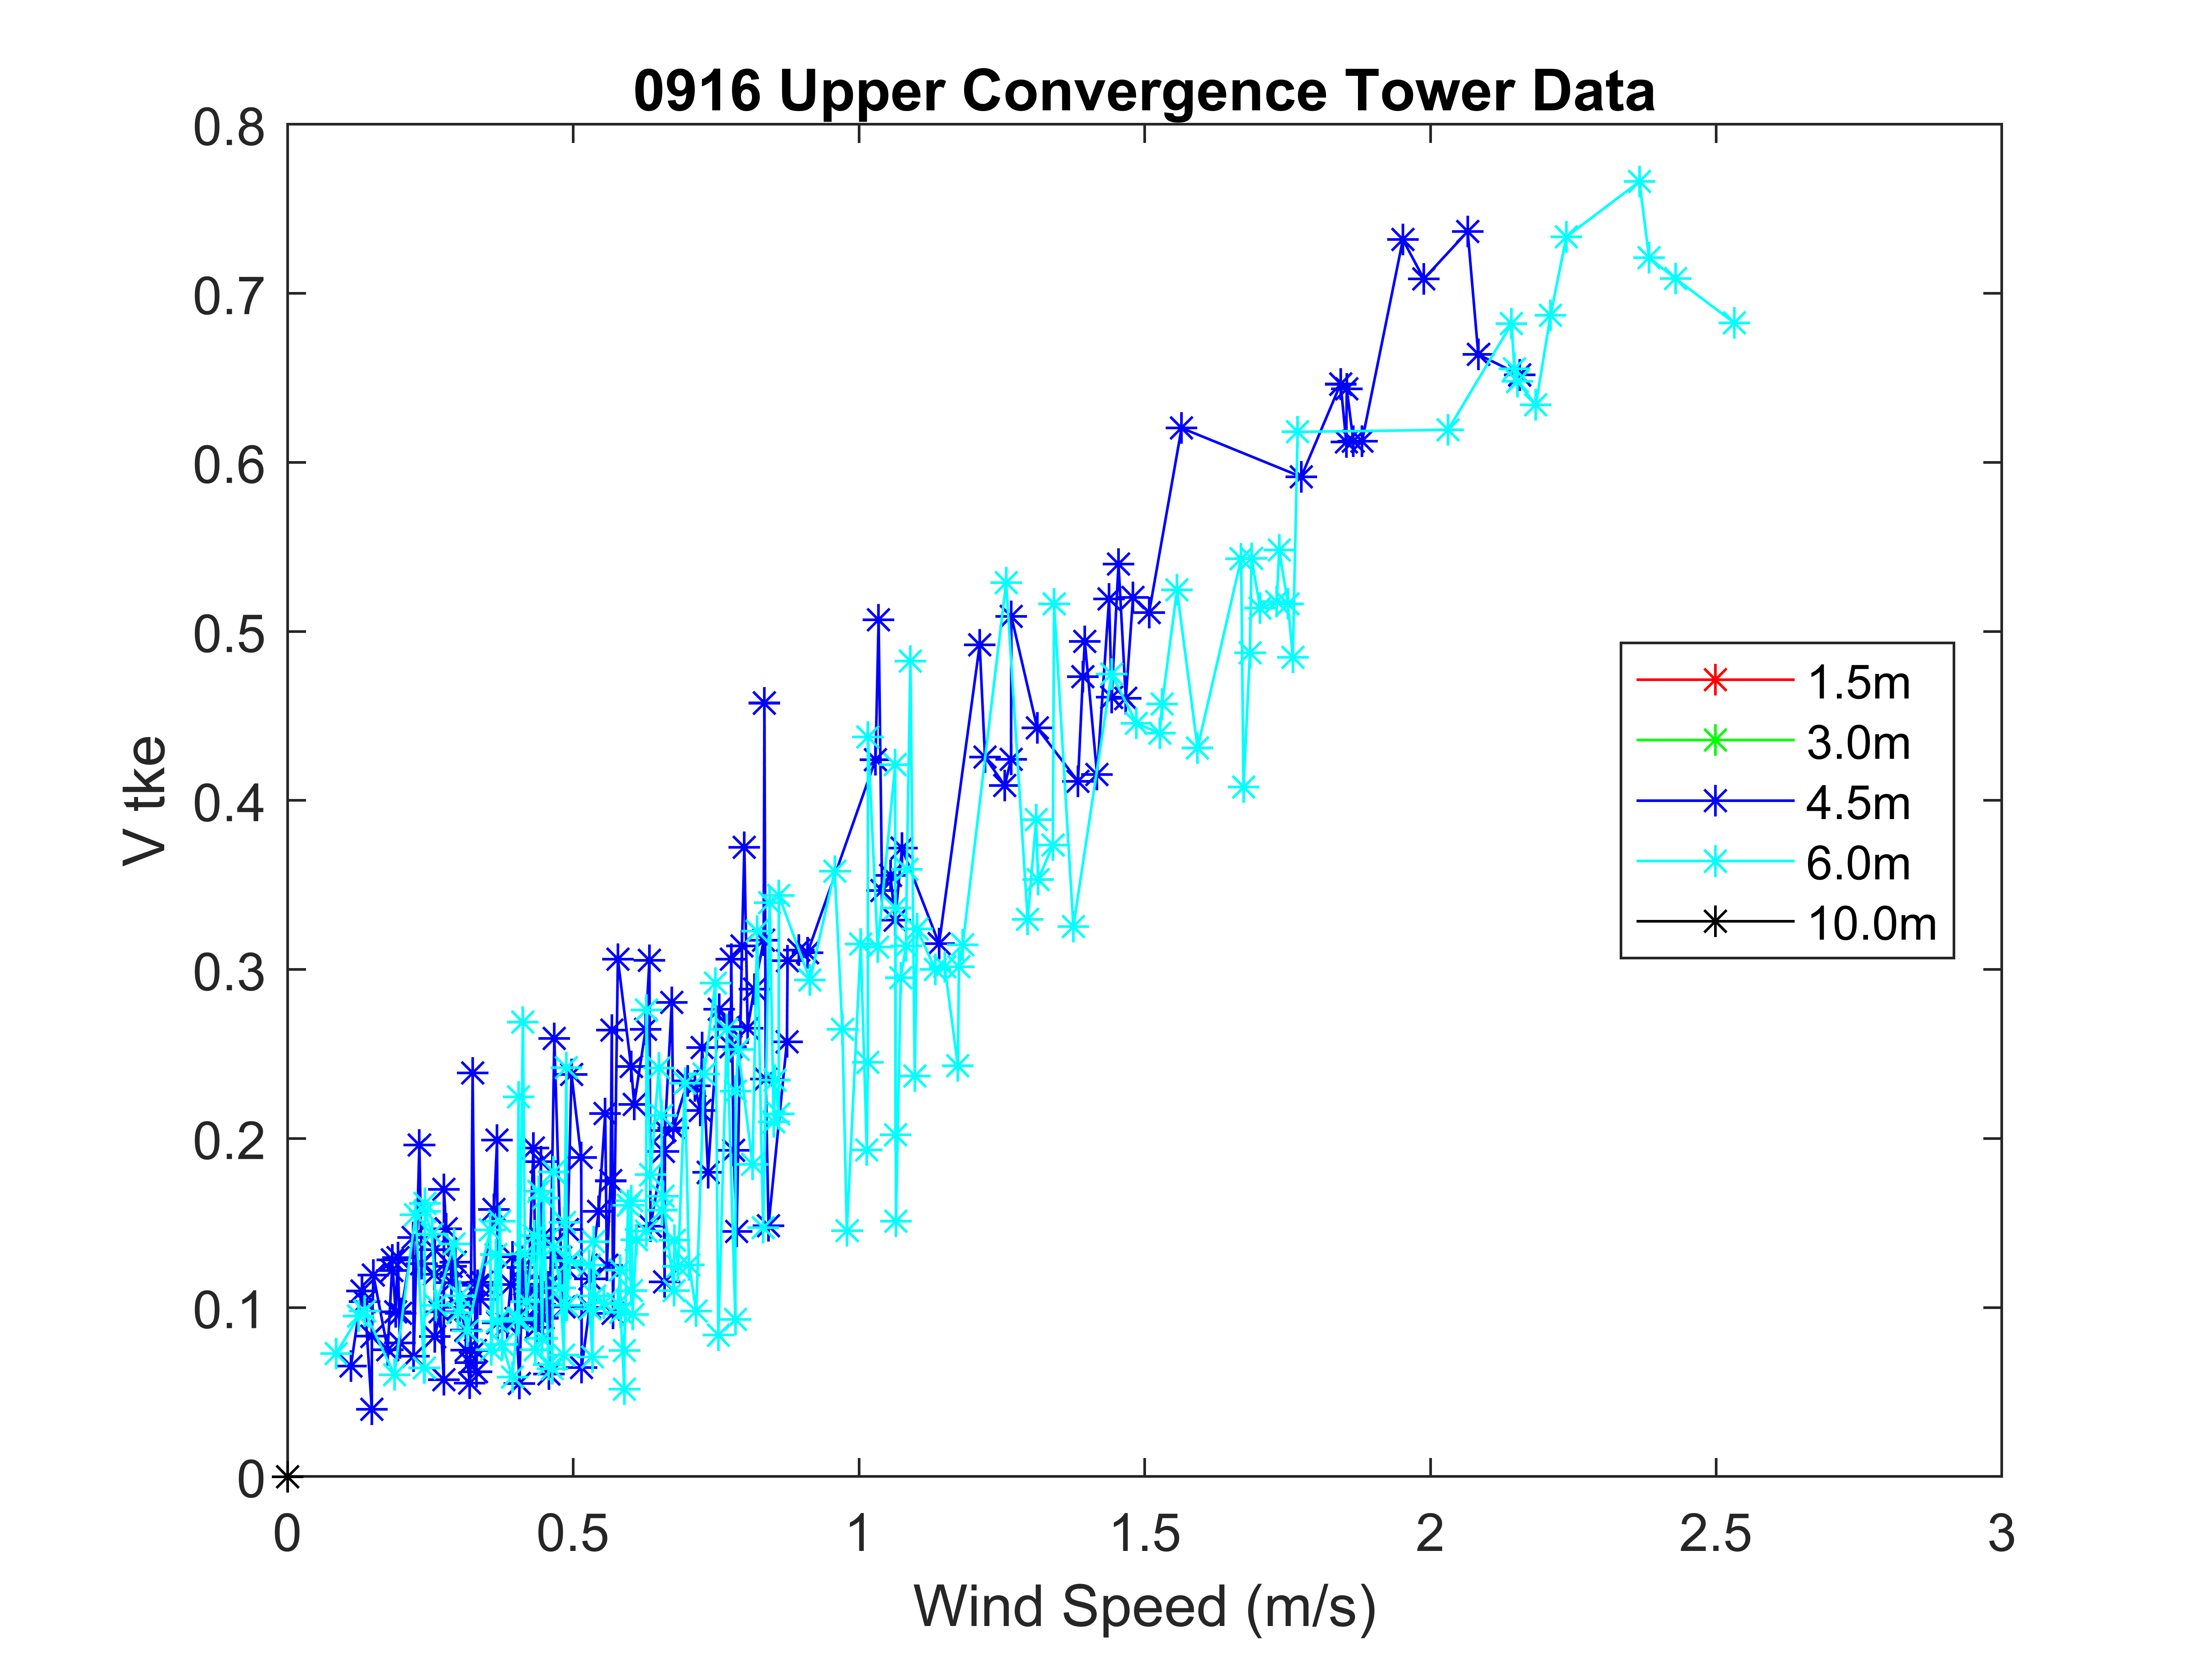 0916 Upper Convergence Tower Data
0.8
0.7
0.6
0.5
0.4
0.3
0.2
0.1
0
V tke
1.5m
3.0m
4.5m
6.0m
10.0m
0 0.5 1 1.5 2 2.5 3
Wind Speed (m/s)